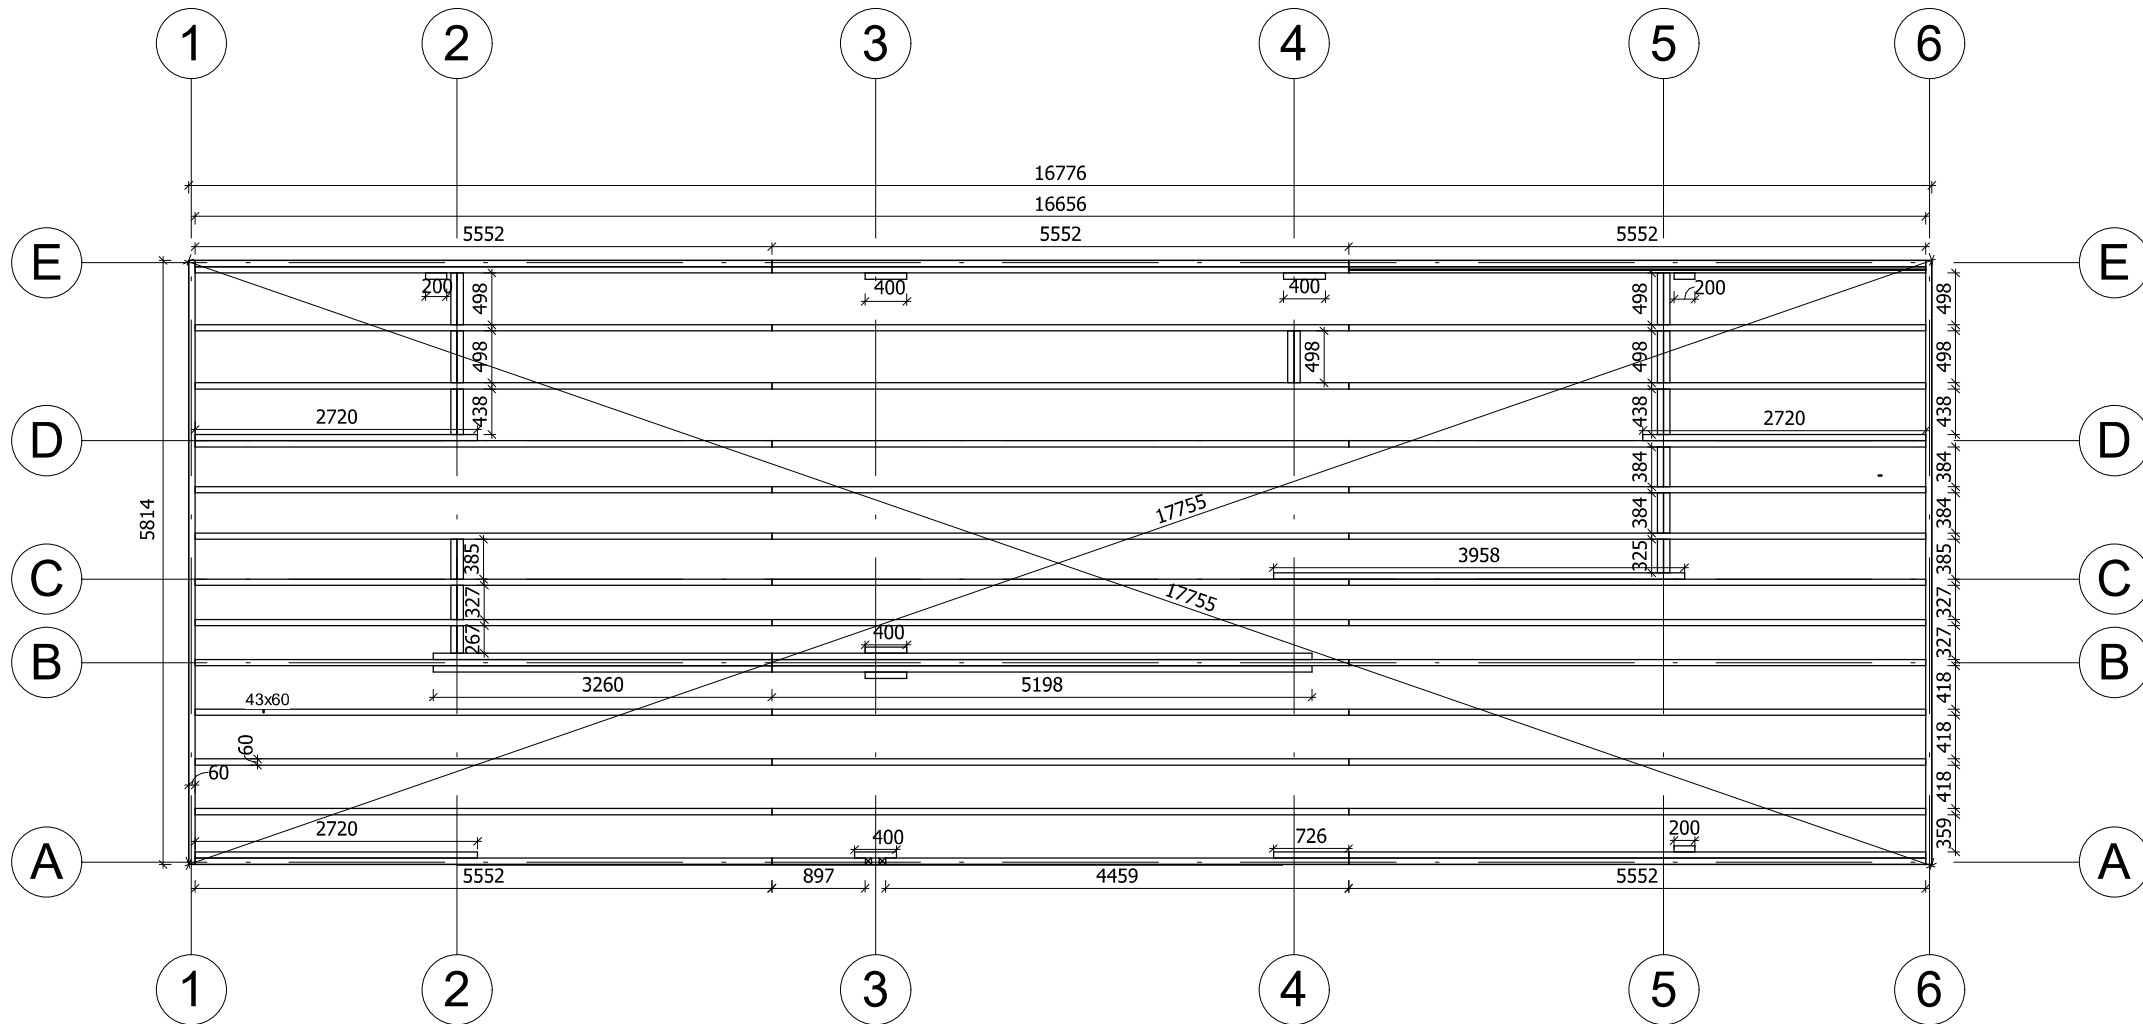 1 2 3 4 5 6
16776
16656
5552 5552 5552
E E
200 498 400 400 498 200 498
498 498 498 498
438 438 438
2720 2720
D D
384 384
5814
17755
384 384
385 3958 325 385
C C
327 17755 327
267 400 327
B B
3260 5198 418
43x60
60 418
60
418
2720 400 726 200 359
A A
5552 897 4459 5552
1 2 3 4 5 6